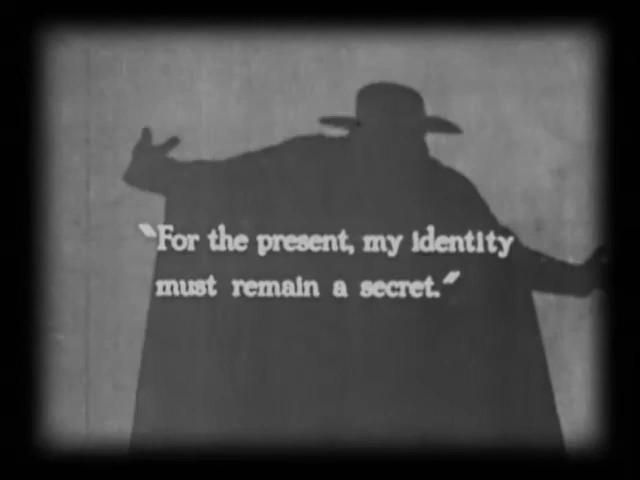 "For the present, my identity
must remain a secret."